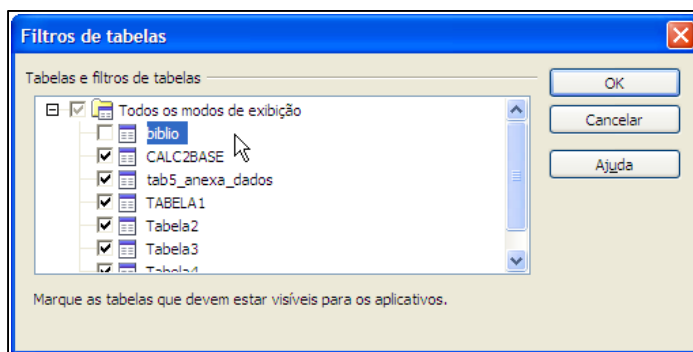 Filtros de tabelas
Tabelas e filtros de tabelas
OK
Todos os modos de exibição
Cancelar
biblio
CALC2BASE
Ajuda
tab5_anexa_dados
TABELA1
Tabela2
Tabela3
Tabela4
Marque as tabelas que devem estar visíveis para os aplicativos.